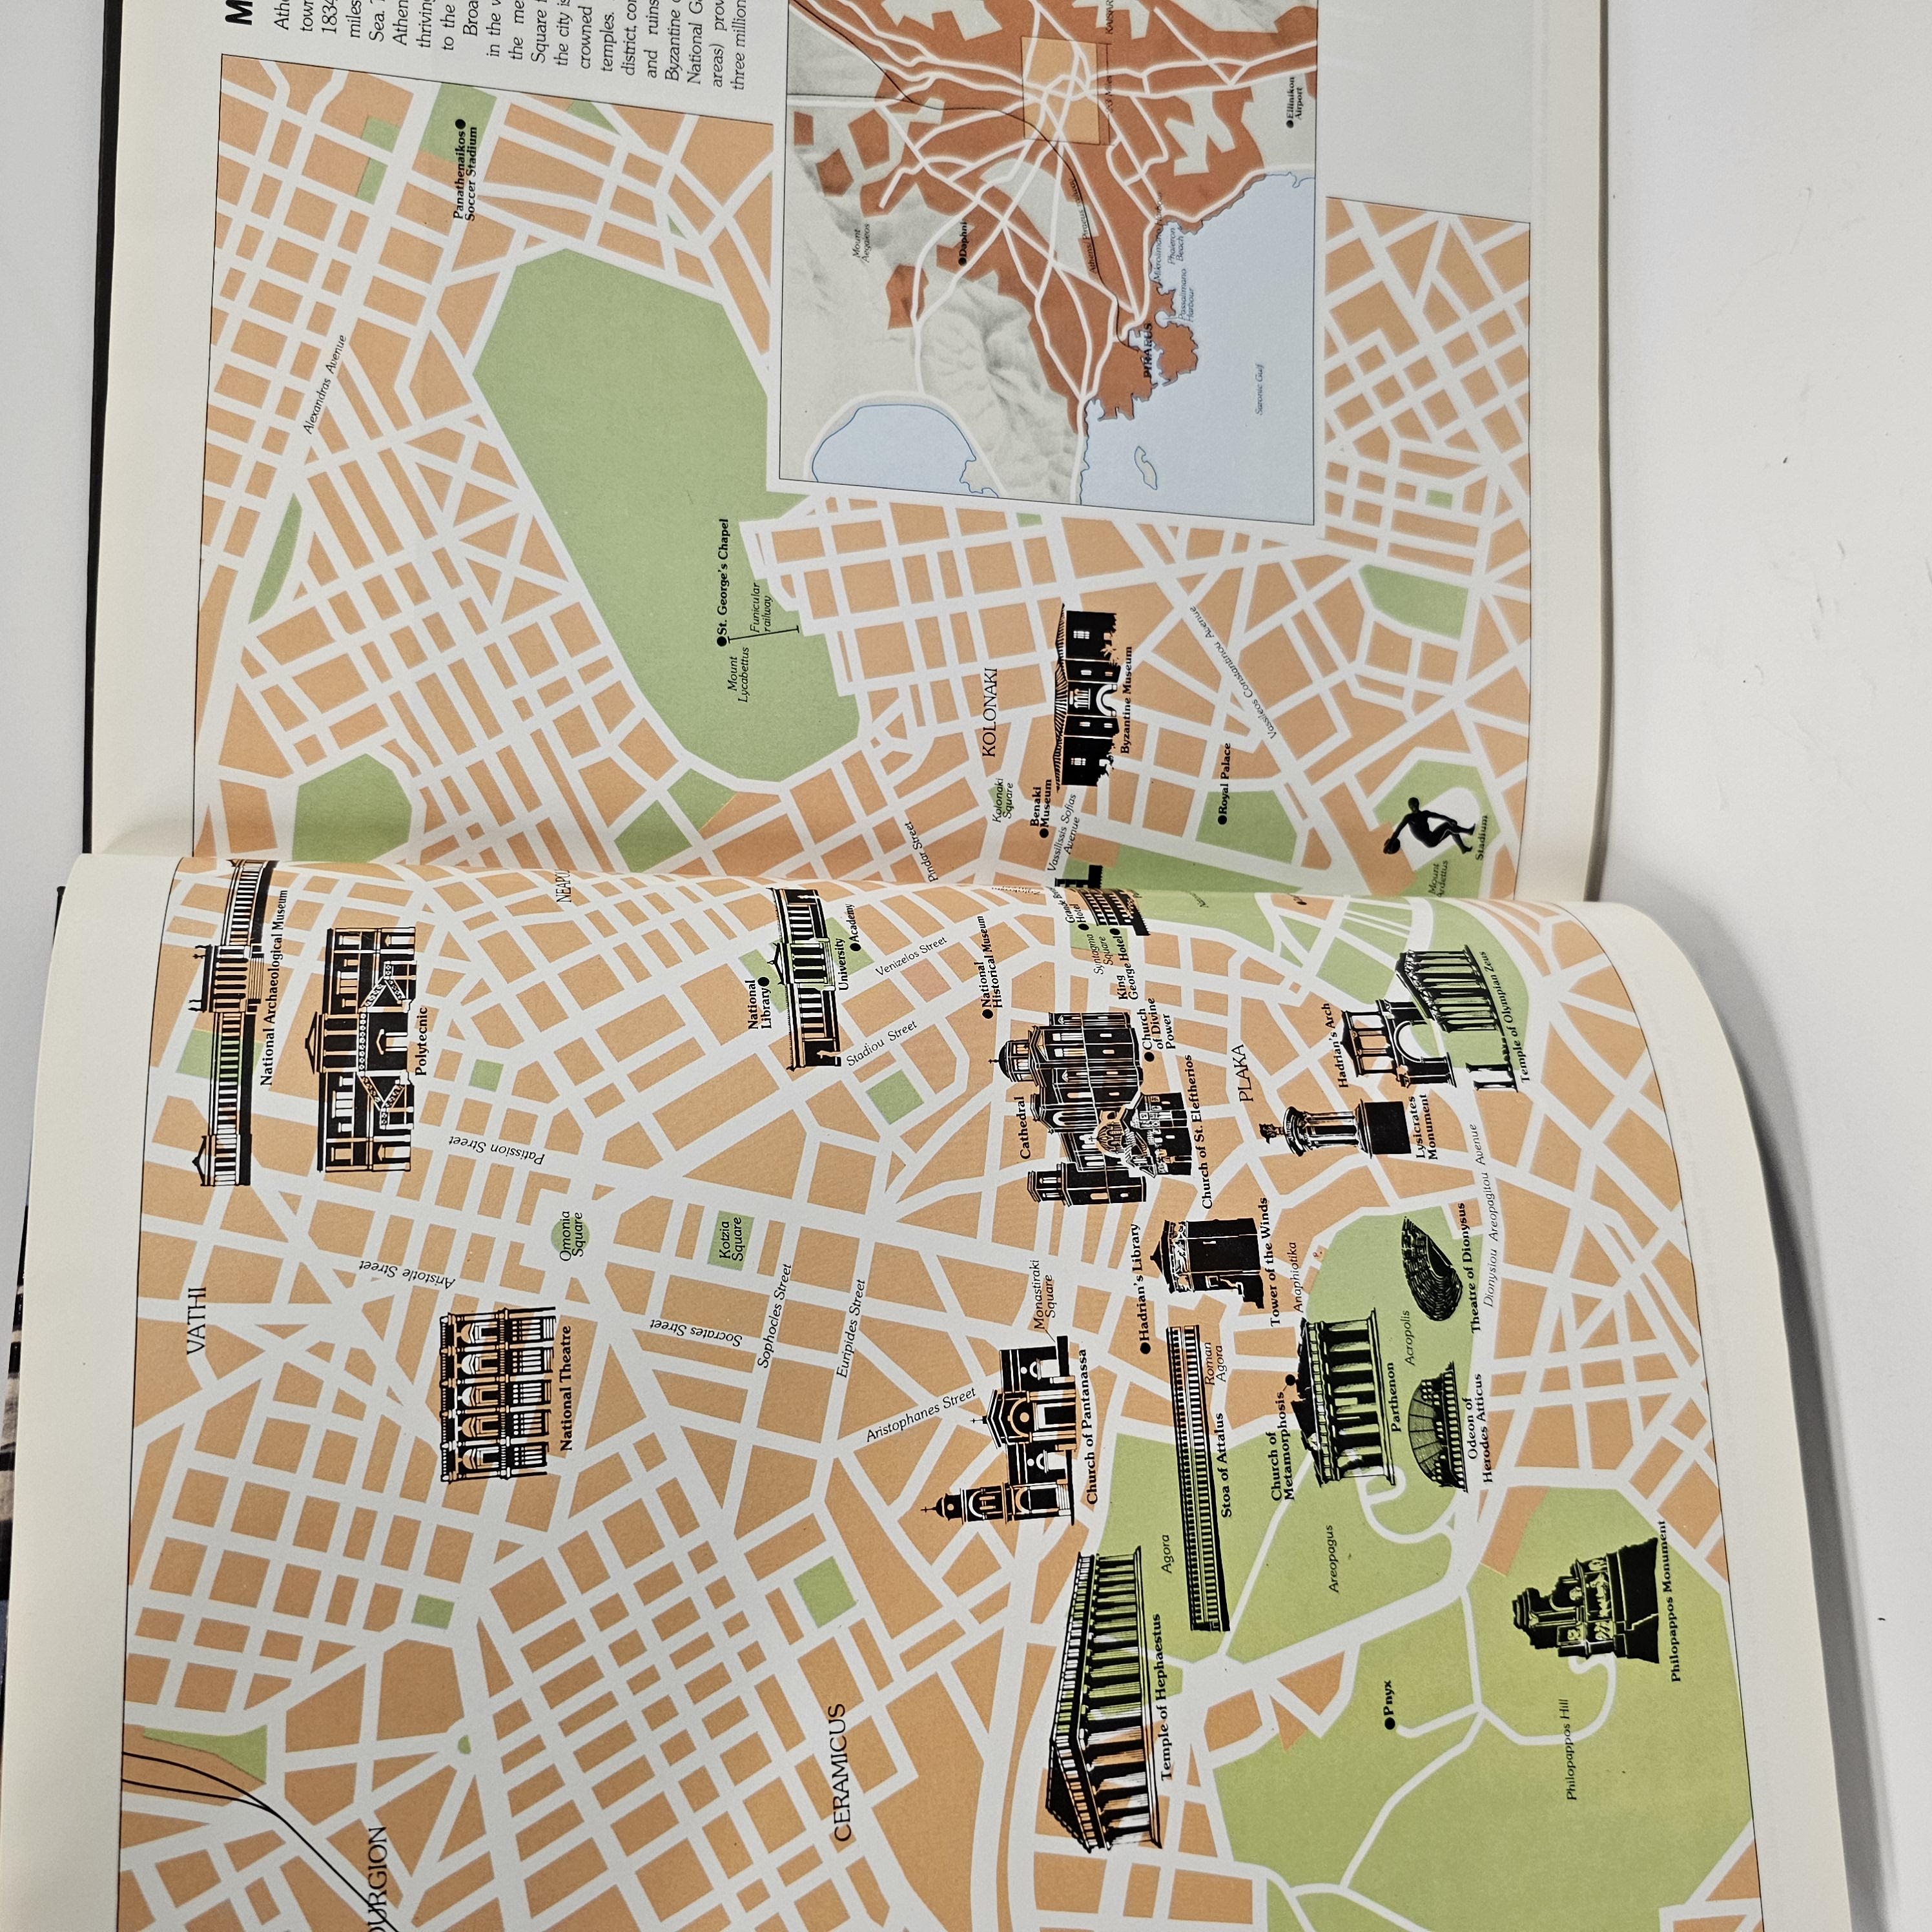 VATHI
National Archaeological Museum
Polytecnic
OURGION
Aristotle Street
Patission Street
National Theatre
Omonia
Square
Socrates Street
Kotzia
Square
Sophocles Street
National
Library
University
Academy
CERAMICUS
Euripides Street
Stadiou Street
Venizelos Street
Aristophanes Street
National
Historical Museum
Cathedral
Monastiraki
Square
Church of Pantanassa
Grande
Hotel
Syntagma
Square
King
George Hotel
Hadrian's Library
Church
of Divine
Power
Temple of Hephaestus
Agora
Church of St. Eleftherios
Stoa of Attalus
Roman
Agora
PLAKA
Tower of the Winds
Church of
Metamorphosis
Anaphiotika
Areopagus
Hadrian's Arch
Parthenon
Pnyx
Acropolis
Lysicrates
Monument
Odeon of
Herodes Atticus
Theatre of Dionysus
Dionysiou Areopagitou Avenue
Temple of Olympian Zeus
Philopappos Hill
Philopappos Monument
NEAPOL
Alexandras Avenue
Panathenaikos
Soccer Stadium
St. George's Chapel
Mount
Lycabettus
Funicular
railway
Pindar Street
KOLONAKI
Kolonaki
Square
Benaki
Museum
Vassilissis Sofias
Avenue
Byzantine Museum
Royal Palace
Vassileos Constantinou Avenue
Mount
Ardettus
Stadium
M
Ath
town
1834
miles
Sea. T
Athen
thriving
to the
Broa
in the w
the me
Square f
the city is
crowned
temples.
district, co
and ruins
Byzantine
National G
areas) prov
three million
Mount
Aegaleos
Daphni
Athens/Piraeus railway
KAISAR
PIRAEUS
Mikrolimano Harbour
Phaleron
Beach
Passalimano
Harbour
Saronic Gulf
Ellinikon
Airport